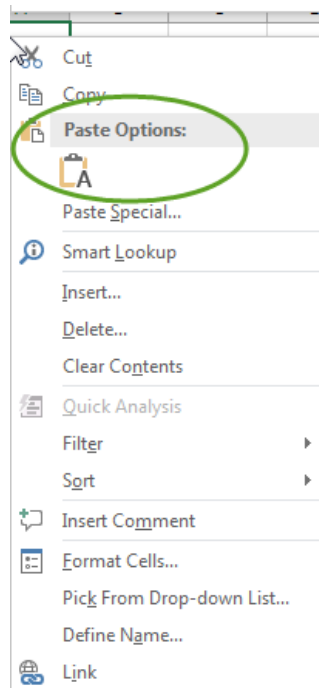 Cut
Copy
Paste Options:
A
Paste Special...
Smart Lookup
Insert...
Delete...
Clear Contents
Quick Analysis
Filter
Sort
Insert Comment
Format Cells...
Pick From Drop-down List...
Define Name...
Link